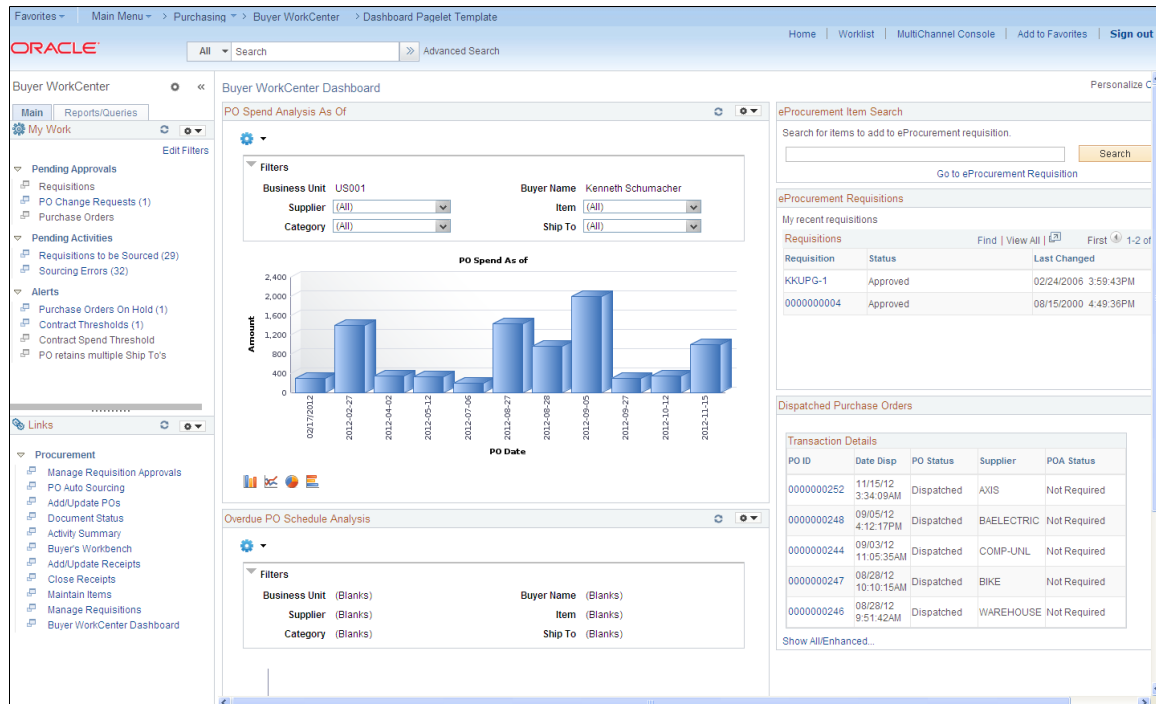 Favorites Main Menu > Purchasing > Buyer WorkCenter > Dashboard Pagelet Template
Home | Worklist | MultiChannel Console | Add to Favorites | Sign out
ORACLE
All Search >> Advanced Search
Buyer WorkCenter «
Main Reports/Queries
My Work
Edit Filters
Pending Approvals
Requisitions
PO Change Requests (1)
Purchase Orders
Pending Activities
Requisitions to be Sourced (29)
Sourcing Errors (32)
Alerts
Purchase Orders On Hold (1)
Contract Thresholds (1)
Contract Spend Threshold
PO retains multiple Ship To's
Links
Procurement
Manage Requisition Approvals
PO Auto Sourcing
Add/Update POs
Document Status
Activity Summary
Buyer's Workbench
Add/Update Receipts
Close Receipts
Maintain Items
Manage Requisitions
Buyer WorkCenter Dashboard
Buyer WorkCenter Dashboard
Personalize C
PO Spend Analysis As Of
Filters
Business Unit US001 Buyer Name Kenneth Schumacher
Supplier (All) Item (All)
Category (All) Ship To (All)
PO Spend As of
Amount
2,400
2,000
1,600
1,200
800
400
0
02/17/2012
2012-02-27
2012-04-02
2012-05-12
2012-07-06
2012-08-27
2012-08-28
2012-09-05
2012-09-27
2012-10-12
2012-11-15
PO Date
Overdue PO Schedule Analysis
Filters
Business Unit (Blanks) Buyer Name (Blanks)
Supplier (Blanks) Item (Blanks)
Category (Blanks) Ship To (Blanks)
eProcurement Item Search
Search for items to add to eProcurement requisition.
Search
Go to eProcurement Requisition
eProcurement Requisitions
My recent requisitions
Requisitions Find | View All | First 1-2 of
Requisition Status Last Changed
KKUPG-1 Approved 02/24/2006 3:59:43PM
0000000004 Approved 08/15/2000 4:49:36PM
Dispatched Purchase Orders
Transaction Details
PO ID Date Disp PO Status Supplier POA Status
0000000252 11/15/12 3:34:09AM Dispatched AXIS Not Required
0000000248 09/05/12 4:12:17PM Dispatched BAELECTRIC Not Required
0000000244 09/03/12 11:05:35AM Dispatched COMP-UNL Not Required
0000000247 08/28/12 10:10:15AM Dispatched BIKE Not Required
0000000246 08/28/12 9:51:42AM Dispatched WAREHOUSE Not Required
Show All/Enhanced...